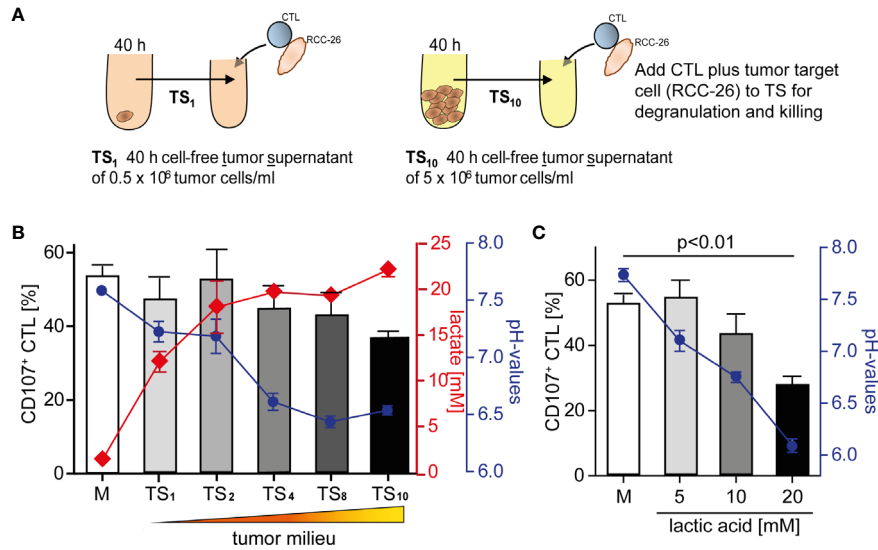 A
40 h
CTL
RCC-26
TS1
40 h
CTL
RCC-26
TS10
Add CTL plus tumor target
cell (RCC-26) to TS for
degranulation and killing
TS1 40 h cell-free tumor supernatant
of 0.5 x 10⁶ tumor cells/ml
TS10 40 h cell-free tumor supernatant
of 5 x 10⁶ tumor cells/ml
B
CD107⁺ CTL [%]
60
40
20
0
25
20
15
10
5
0
lactate
[mM]
8.0
7.5
7.0
6.5
6.0
pH-values
M TS1 TS2 TS4 TS8 TS10
tumor milieu
C
p<0.01
CD107⁺ CTL [%]
60
40
20
0
8.0
7.5
7.0
6.5
6.0
pH-values
M 5 10 20
lactic acid [mM]